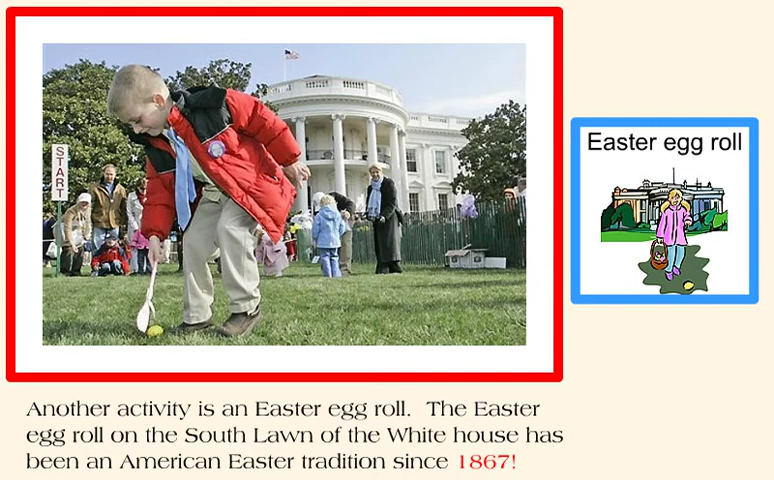 START
Easter egg roll
Another activity is an Easter egg roll.  The Easter
egg roll on the South Lawn of the White house has
been an American Easter tradition since 1867!